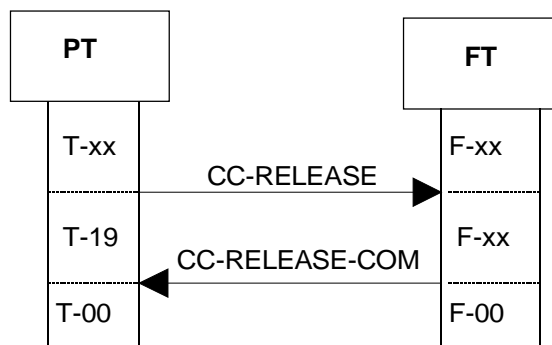 PT
FT
T-xx
F-xx
CC-RELEASE
T-19
F-xx
CC-RELEASE-COM
T-00
F-00